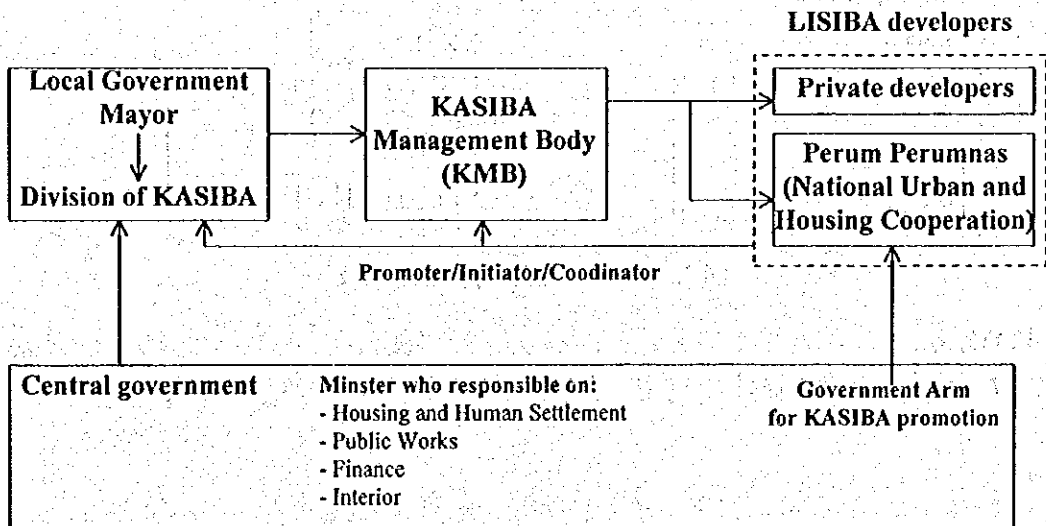 LISIBA developers
Local Government
Mayor
Division of KASIBA
KASIBA
Management Body
(KMB)
Private developers
Perum Perumnas
(National Urban and
Housing Cooperation)
Promoter/Initiator/Coodinator
Central government
Minster who responsible on:
- Housing and Human Settlement
- Public Works
- Finance
- Interior
Government Arm
for KASIBA promotion